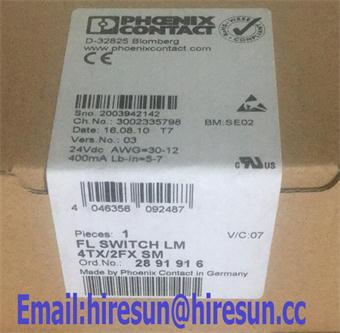 PHOENIX
CONTACT
D-32825 Blomberg
www.phoenixcontact.com
Sno. 2003942142
Ch.No.: 3002335798 BM:SE02
Date: 16.08.10 T7
Vers.No.: 03
24Vdc AWG=30-12
400mA Lb-in=5-7
4 046356 092487
Pieces: 1 V/C:07
FL SWITCH LM
4TX/2FX SM
Ord.No.: 28 91 91 6
Made by Phoenix Contact in Germany
Email:hiresun@hiresun.cc